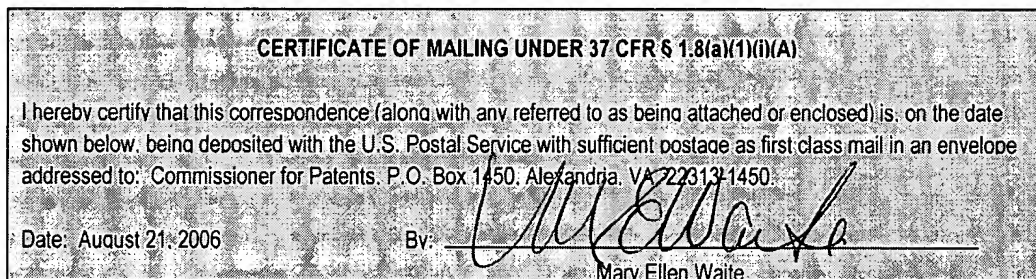 CERTIFICATE OF MAILING UNDER 37 CFR § 1.8(a)(1)(i)(A)
I hereby certify that this correspondence (along with any referred to as being attached or enclosed) is, on the date
shown below, being deposited with the U.S. Postal Service with sufficient postage as first class mail in an envelope
addressed to: Commissioner for Patents, P.O. Box 1450, Alexandria, VA 22313-1450.
Date: August 21, 2006 By: M E Waite
Mary Ellen Waite